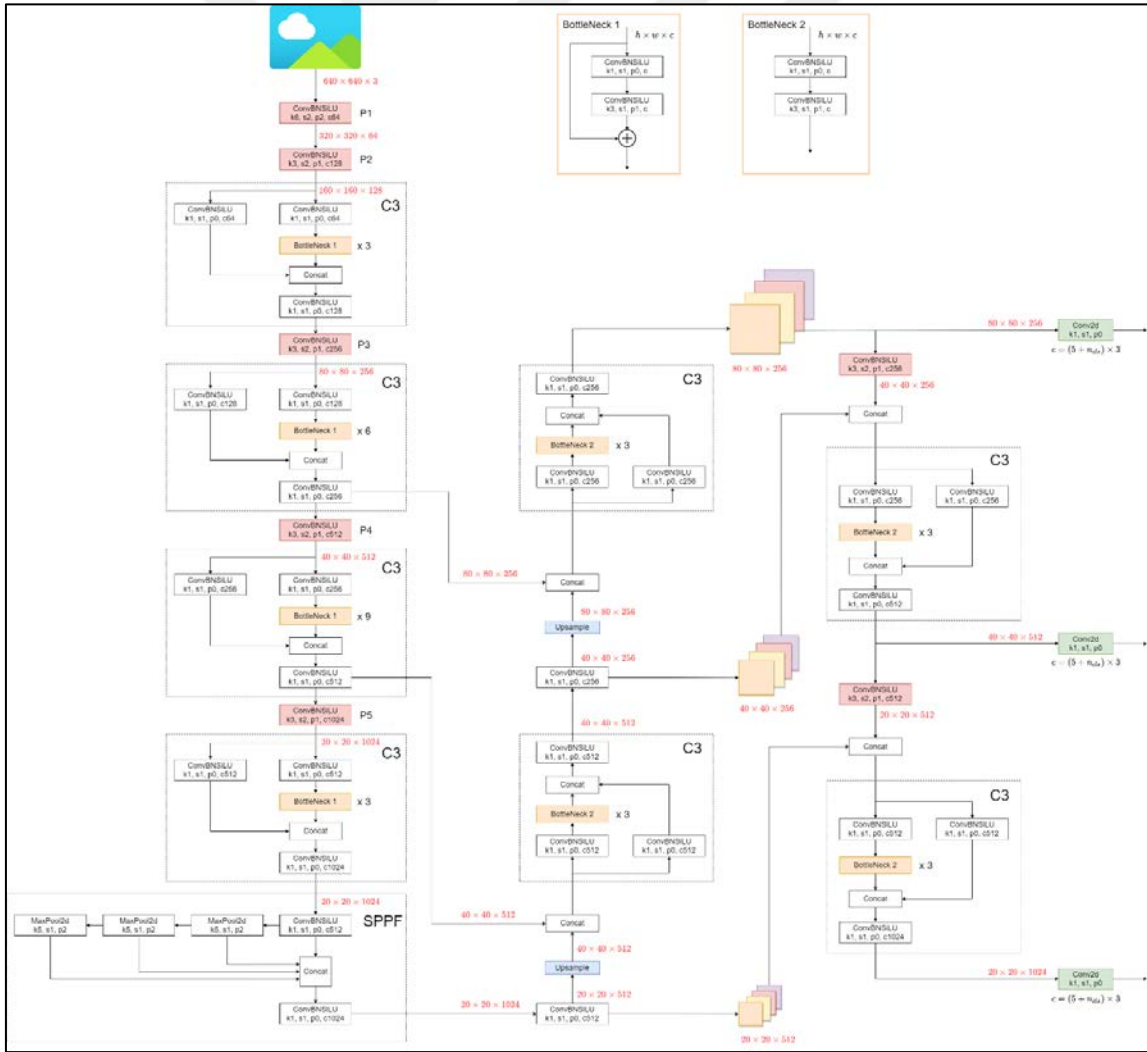 640 × 640 × 3
ConvBNSiLU
k6, s2, p2, c64
P1
320 × 320 × 64
ConvBNSiLU
k3, s2, p1, c128
P2
160 × 160 × 128
C3
ConvBNSiLU
k1, s1, p0, c64
ConvBNSiLU
k1, s1, p0, c64
BottleNeck 1
x 3
Concat
ConvBNSiLU
k1, s1, p0, c128
ConvBNSiLU
k3, s2, p1, c256
P3
80 × 80 × 256
C3
ConvBNSiLU
k1, s1, p0, c128
ConvBNSiLU
k1, s1, p0, c128
BottleNeck 1
x 6
Concat
ConvBNSiLU
k1, s1, p0, c256
ConvBNSiLU
k3, s2, p1, c512
P4
40 × 40 × 512
C3
ConvBNSiLU
k1, s1, p0, c256
ConvBNSiLU
k1, s1, p0, c256
BottleNeck 1
x 9
Concat
ConvBNSiLU
k1, s1, p0, c512
ConvBNSiLU
k3, s2, p1, c1024
P5
20 × 20 × 1024
C3
ConvBNSiLU
k1, s1, p0, c512
ConvBNSiLU
k1, s1, p0, c512
BottleNeck 1
x 3
Concat
ConvBNSiLU
k1, s1, p0, c1024
20 × 20 × 1024
SPPF
MaxPool2d
k5, s1, p2
MaxPool2d
k5, s1, p2
MaxPool2d
k5, s1, p2
ConvBNSiLU
k1, s1, p0, c512
Concat
ConvBNSiLU
k1, s1, p0, c1024
BottleNeck 1
h × w × c
ConvBNSiLU
k1, s1, p0, c
ConvBNSiLU
k3, s1, p1, c
+
BottleNeck 2
h × w × c
ConvBNSiLU
k1, s1, p0, c
ConvBNSiLU
k3, s1, p1, c
C3
ConvBNSiLU
k1, s1, p0, c256
Concat
BottleNeck 2
x 3
ConvBNSiLU
k1, s1, p0, c256
ConvBNSiLU
k1, s1, p0, c256
80 × 80 × 256
Concat
80 × 80 × 256
Upsample
40 × 40 × 256
ConvBNSiLU
k1, s1, p0, c256
40 × 40 × 512
C3
ConvBNSiLU
k1, s1, p0, c512
Concat
BottleNeck 2
x 3
ConvBNSiLU
k1, s1, p0, c512
ConvBNSiLU
k1, s1, p0, c512
40 × 40 × 512
Concat
40 × 40 × 512
Upsample
20 × 20 × 512
20 × 20 × 1024
ConvBNSiLU
k1, s1, p0, c512
80 × 80 × 256
40 × 40 × 256
20 × 20 × 512
80 × 80 × 256
Conv2d
k1, s1, p0
c = (5 + n_cls) × 3
ConvBNSiLU
k3, s2, p1, c256
40 × 40 × 256
Concat
C3
ConvBNSiLU
k1, s1, p0, c256
ConvBNSiLU
k1, s1, p0, c256
BottleNeck 2
x 3
Concat
ConvBNSiLU
k1, s1, p0, c512
40 × 40 × 512
Conv2d
k1, s1, p0
c = (5 + n_cls) × 3
ConvBNSiLU
k3, s2, p1, c512
20 × 20 × 512
Concat
C3
ConvBNSiLU
k1, s1, p0, c512
ConvBNSiLU
k1, s1, p0, c512
BottleNeck 2
x 3
Concat
ConvBNSiLU
k1, s1, p0, c1024
20 × 20 × 1024
Conv2d
k1, s1, p0
c = (5 + n_cls) × 3